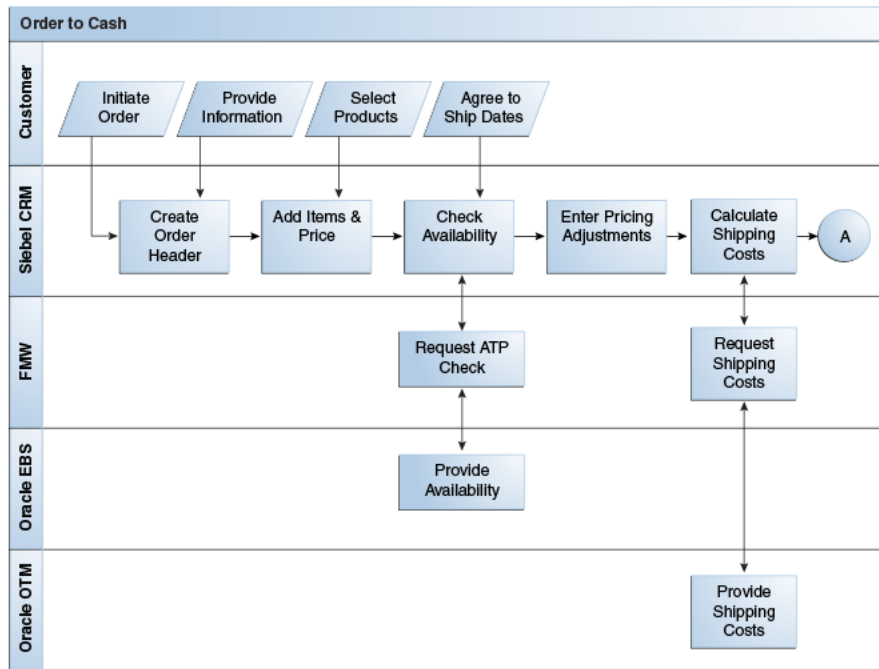 Order to Cash
Customer
Initiate
Order
Provide
Information
Select
Products
Agree to
Ship Dates
Siebel CRM
Create
Order
Header
Add Items &
Price
Check
Availability
Enter Pricing
Adjustments
Calculate
Shipping
Costs
A
FMW
Request ATP
Check
Request
Shipping
Costs
Oracle EBS
Provide
Availability
Oracle OTM
Provide
Shipping
Costs